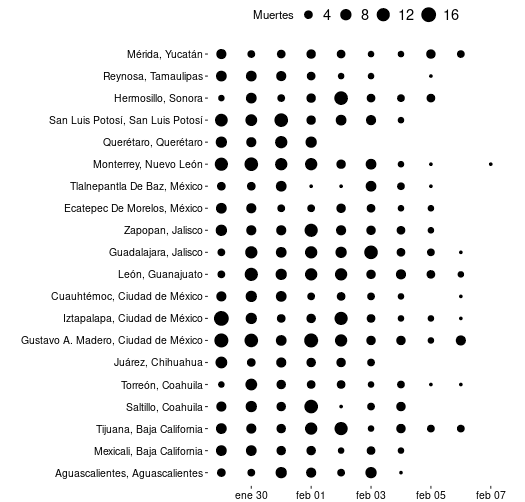 Muertes 4 8 12 16
Mérida, Yucatán
Reynosa, Tamaulipas
Hermosillo, Sonora
San Luis Potosí, San Luis Potosí
Querétaro, Querétaro
Monterrey, Nuevo León
Tlalnepantla De Baz, México
Ecatepec De Morelos, México
Zapopan, Jalisco
Guadalajara, Jalisco
León, Guanajuato
Cuauhtémoc, Ciudad de México
Iztapalapa, Ciudad de México
Gustavo A. Madero, Ciudad de México
Juárez, Chihuahua
Torreón, Coahuila
Saltillo, Coahuila
Tijuana, Baja California
Mexicali, Baja California
Aguascalientes, Aguascalientes
ene 30 feb 01 feb 03 feb 05 feb 07